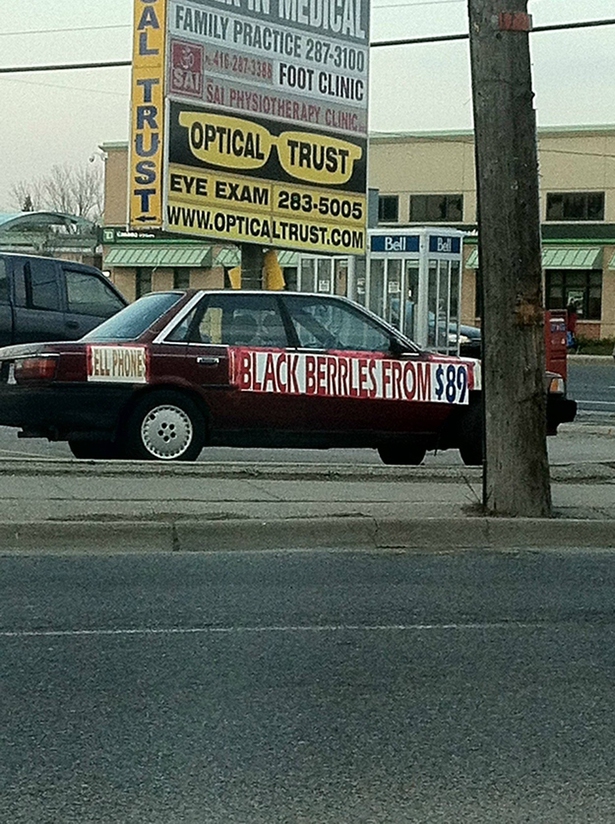 AL TRUST
IN MEDICAL
FAMILY PRACTICE 287-3100
SAI
416-287-3388 FOOT CLINIC
SAI PHYSIOTHERAPY CLINIC
OPTICAL TRUST
EYE EXAM 283-5005
WWW.OPTICALTRUST.COM
Bell Bell
ELL PHONES
BLACK BERRLES FROM $89